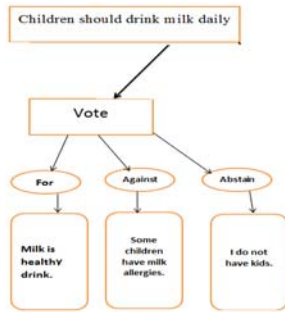 Children should drink milk daily
Vote
For
Against
Abstain
Milk is
healthy
drink.
Some
children
have milk
allergies.
I do not
have kids.